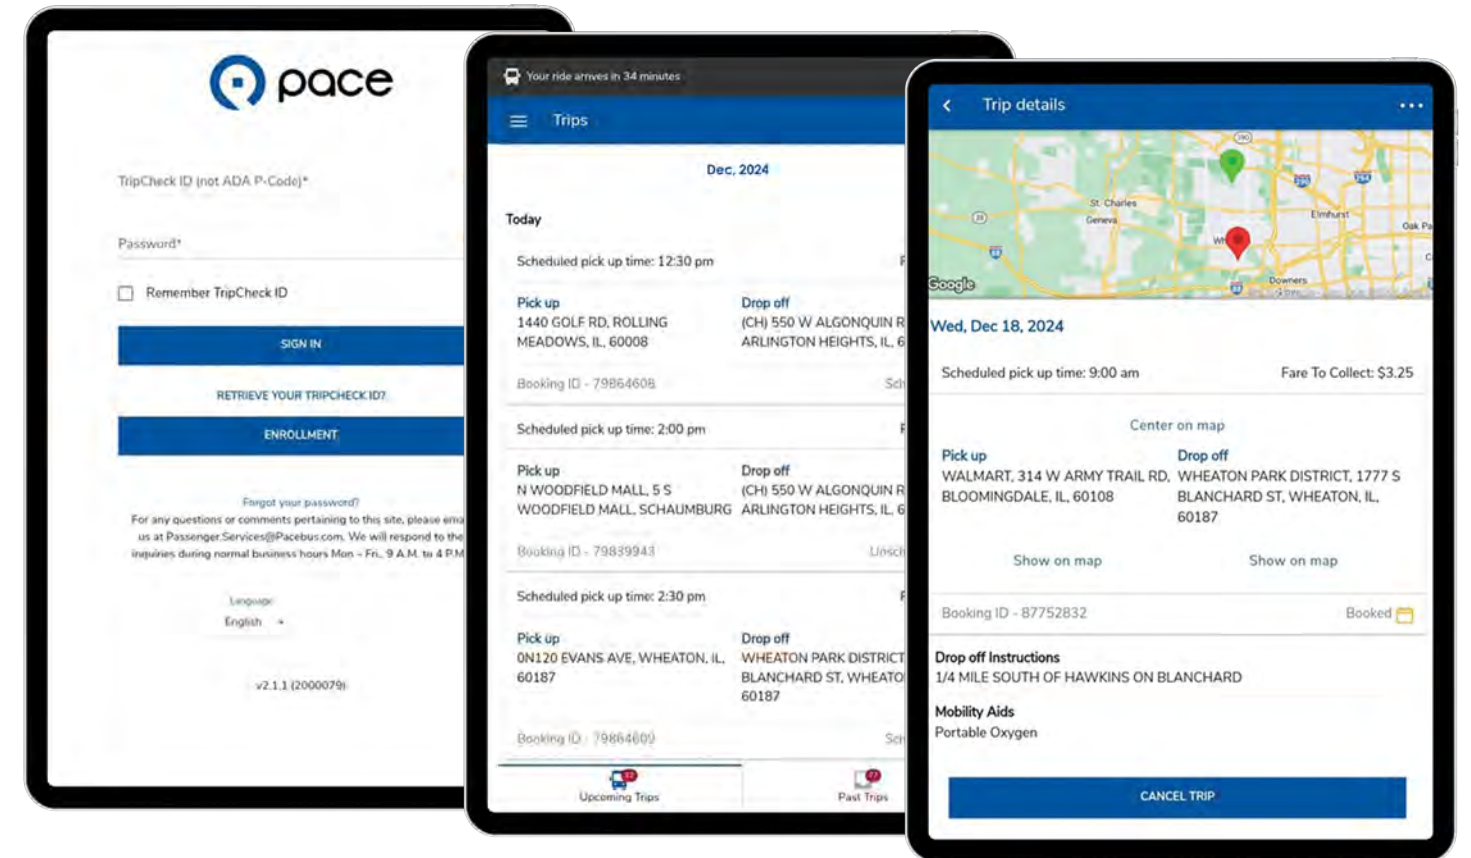 pace
TripCheck ID (not ADA P-Code)*
Password*
Remember TripCheck ID
SIGN IN
RETRIEVE YOUR TRIPCHECK ID?
ENROLLMENT
Forgot your password?
For any questions or comments pertaining to this site, please ema
us at Passenger.Services@Pacebus.com. We will respond to the
inquiries during normal business hours Mon - Fri., 9 A.M. to 4 P.M
Language
English
v2.1.1 (2000079)
Your ride arrives in 34 minutes
Trips
Dec, 2024
Today
Scheduled pick up time: 12:30 pm
Pick up
Drop off
1440 GOLF RD, ROLLING
(CH) 550 W ALGONQUIN R
MEADOWS, IL, 60008
ARLINGTON HEIGHTS, IL, 6
Booking ID - 79864608
Sch
Scheduled pick up time: 2:00 pm
Pick up
Drop off
N WOODFIELD MALL, 5 S
(CH) 550 W ALGONQUIN R
WOODFIELD MALL, SCHAUMBURG
ARLINGTON HEIGHTS, IL, 6
Booking ID - 79839943
Unsch
Scheduled pick up time: 2:30 pm
Pick up
Drop off
0N120 EVANS AVE, WHEATON, IL,
WHEATON PARK DISTRICT
60187
BLANCHARD ST, WHEATO
60187
Booking ID - 79864609
Sch
Upcoming Trips
Past Trips
Trip details
St. Charles
Geneva
Elmhurst
Oak Pa
Downers
Google
Wed, Dec 18, 2024
Scheduled pick up time: 9:00 am
Fare To Collect: $3.25
Center on map
Pick up
Drop off
WALMART, 314 W ARMY TRAIL RD,
WHEATON PARK DISTRICT, 1777 S
BLOOMINGDALE, IL, 60108
BLANCHARD ST, WHEATON, IL,
60187
Show on map
Show on map
Booking ID - 87752832
Booked
Drop off Instructions
1/4 MILE SOUTH OF HAWKINS ON BLANCHARD
Mobility Aids
Portable Oxygen
CANCEL TRIP